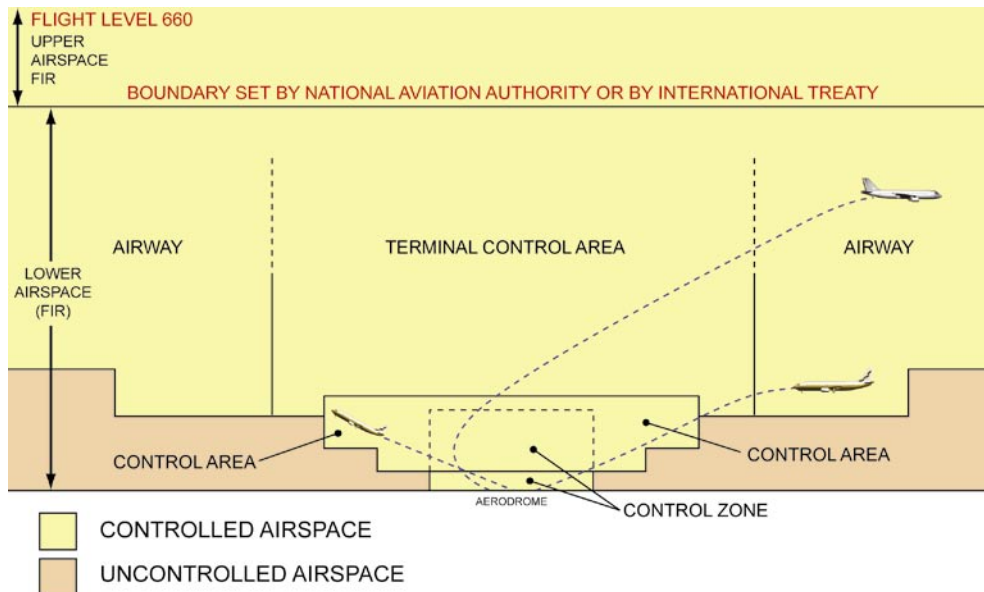 FLIGHT LEVEL 660
UPPER
AIRSPACE
FIR
BOUNDARY SET BY NATIONAL AVIATION AUTHORITY OR BY INTERNATIONAL TREATY
AIRWAY
TERMINAL CONTROL AREA
AIRWAY
LOWER
AIRSPACE
(FIR)
CONTROL AREA
CONTROL AREA
AERODROME
CONTROL ZONE
CONTROLLED AIRSPACE
UNCONTROLLED AIRSPACE